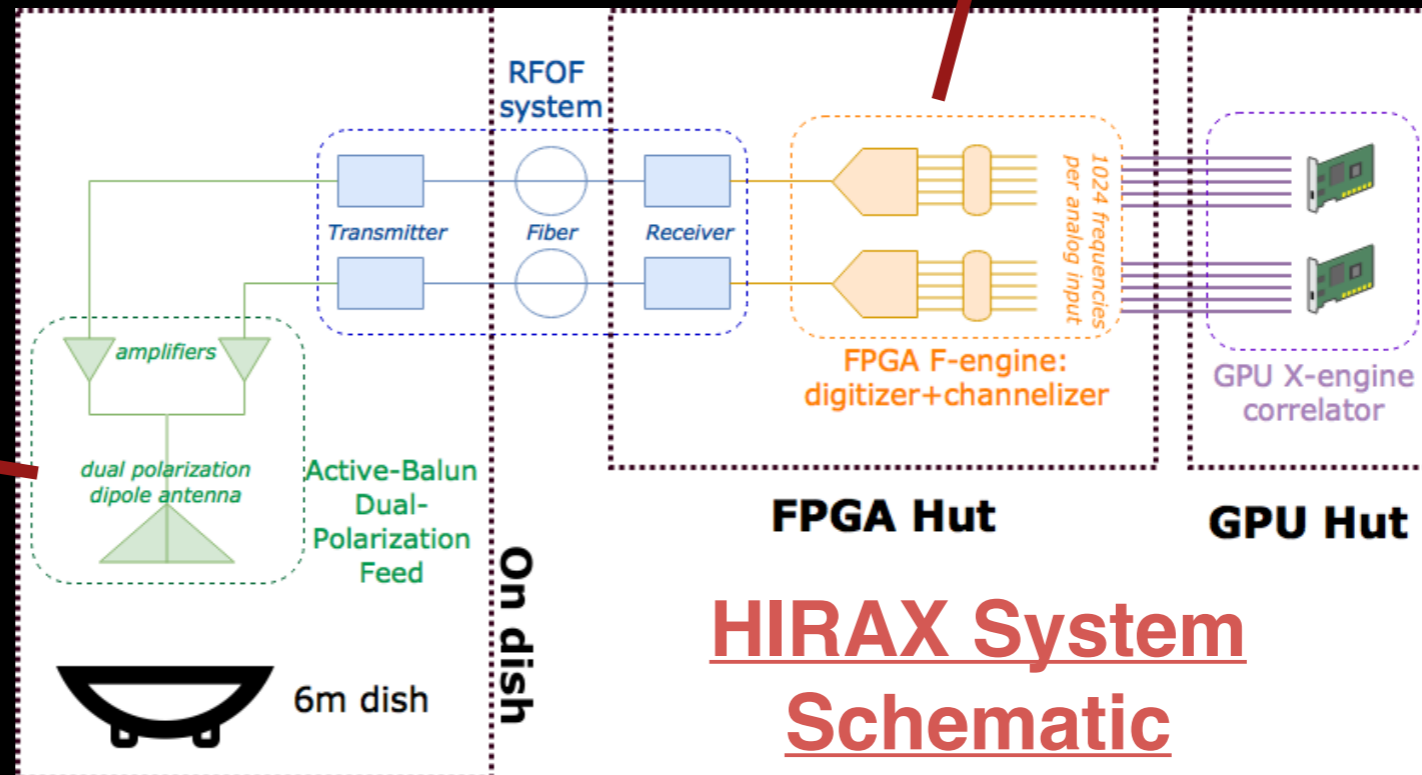 RFOF
system
Transmitter
Fiber
Receiver
1024 frequencies
per analog input
amplifiers
FPGA F-engine:
digitizer+channelizer
GPU X-engine
correlator
dual polarization
dipole antenna
Active-Balun
Dual-
Polarization
Feed
FPGA Hut
GPU Hut
On dish
6m dish
HIRAX System
Schematic